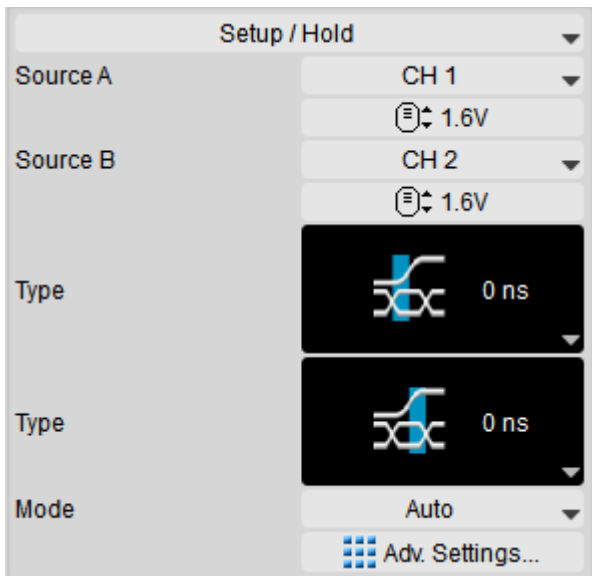 Setup / Hold
Source A CH 1
1.6V
Source B CH 2
1.6V
Type 0 ns
Type 0 ns
Mode Auto
Adv. Settings...